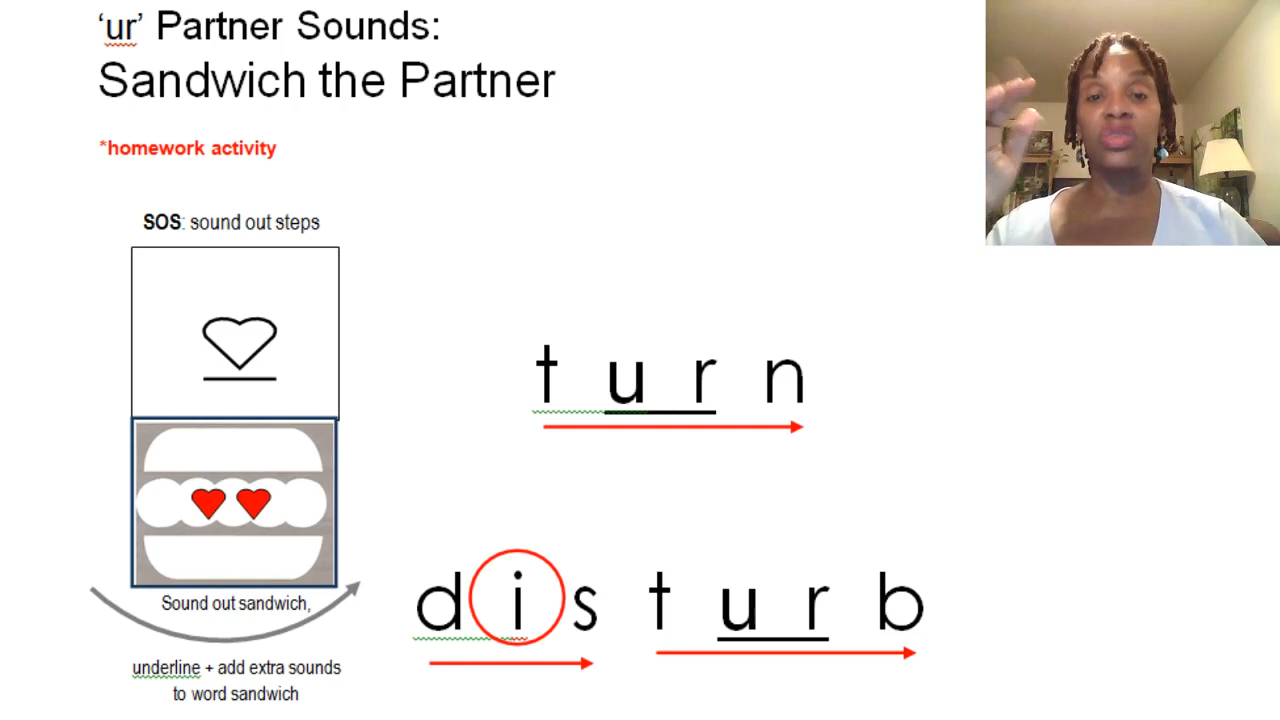 ‘ur’ Partner Sounds:
Sandwich the Partner
*homework activity
SOS: sound out steps
t u r n
d i s t u r b
Sound out sandwich,
underline + add extra sounds
to word sandwich